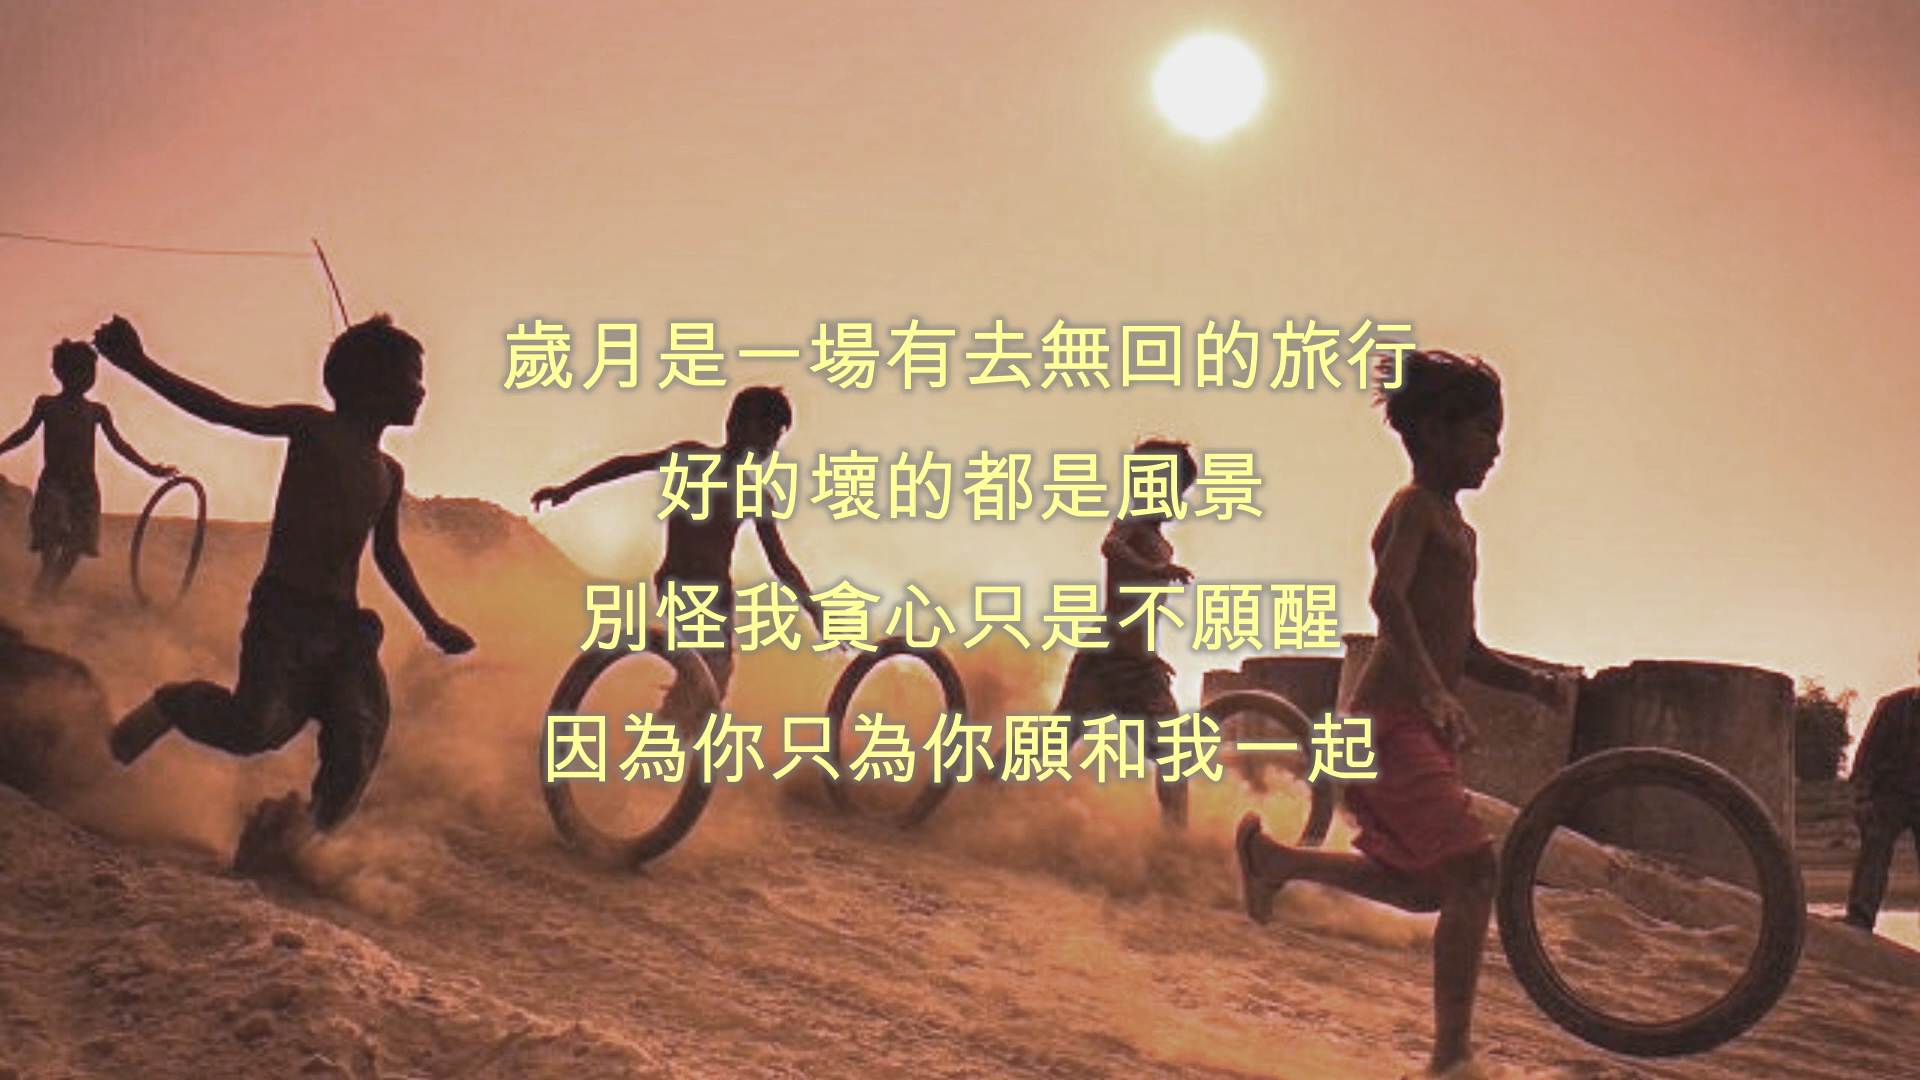 歲月是一場有去無回的旅行
好的壞的都是風景
別怪我貪心只是不願醒
因為你只為你願和我一起